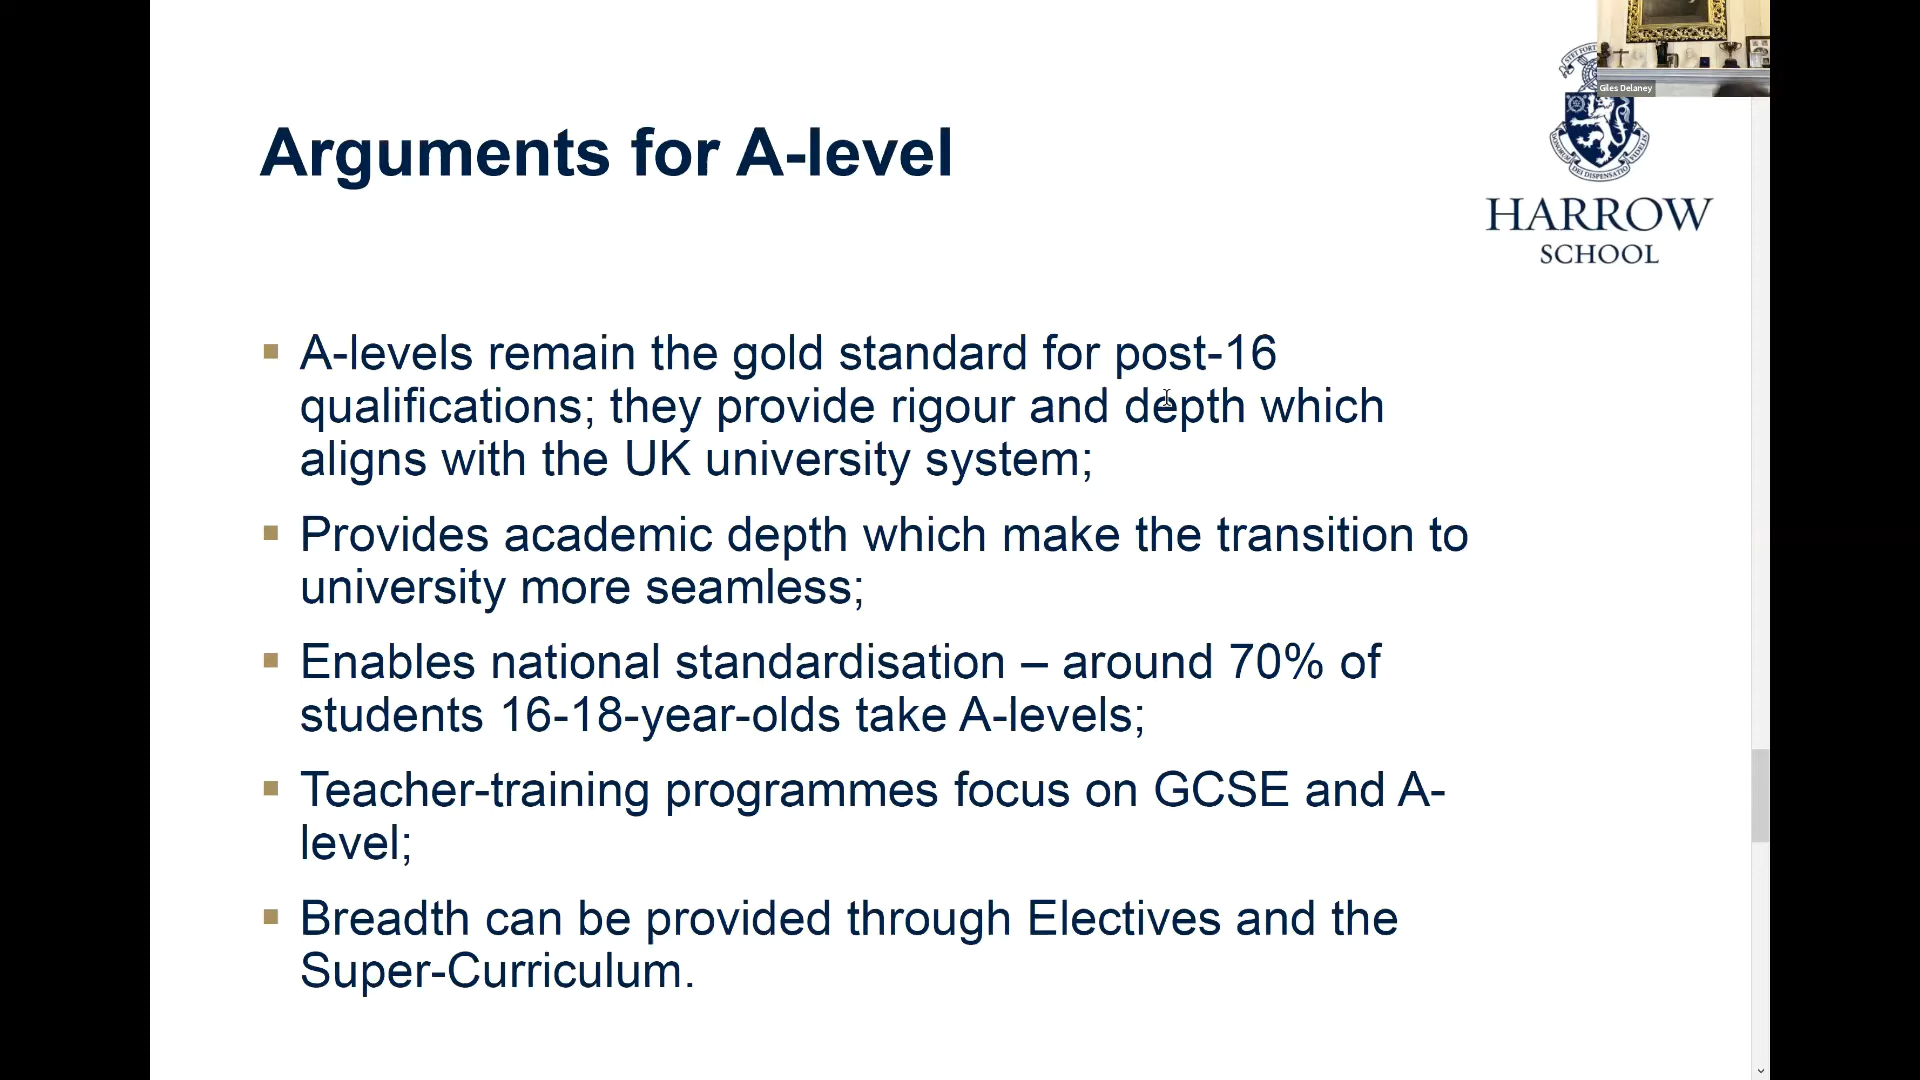 Giles Delaney
Arguments for A-level
DEI DISPENSATIO
HARROW
SCHOOL
▪ A-levels remain the gold standard for post-16
qualifications; they provide rigour and depth which
aligns with the UK university system;
▪ Provides academic depth which make the transition to
university more seamless;
▪ Enables national standardisation – around 70% of
students 16-18-year-olds take A-levels;
▪ Teacher-training programmes focus on GCSE and A-
level;
▪ Breadth can be provided through Electives and the
Super-Curriculum.